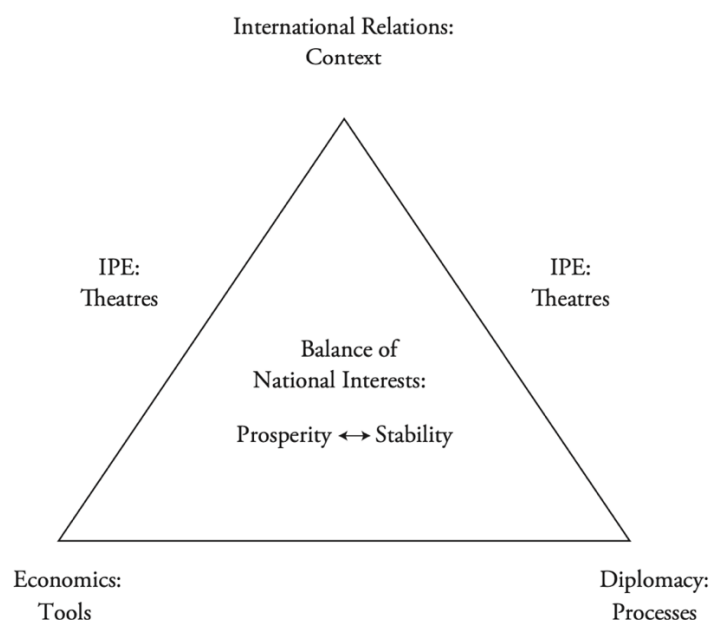 International Relations:
Context
IPE:
Theatres
IPE:
Theatres
Balance of
National Interests:
Prosperity ↔ Stability
Economics:
Tools
Diplomacy:
Processes